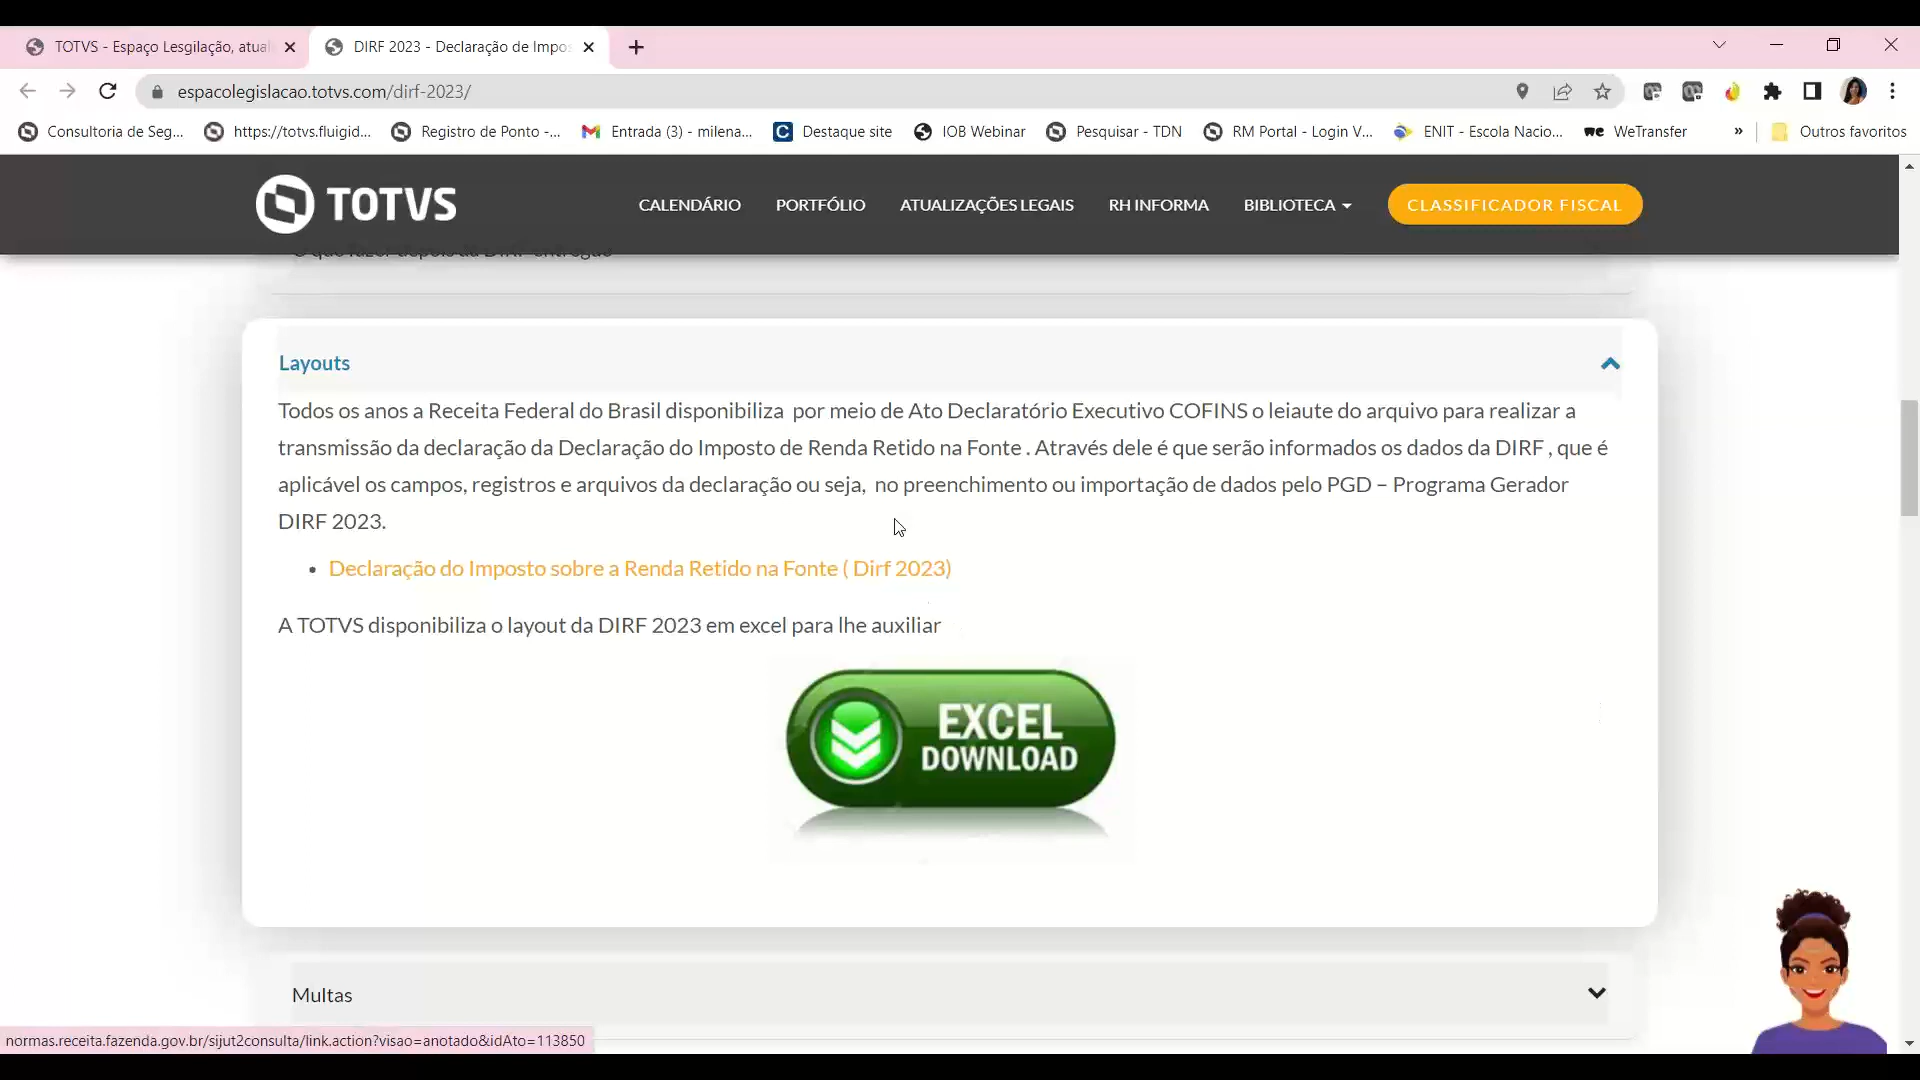 TOTVS - Espaço Lesgilação, atual
DIRF 2023 - Declaração de Impos
espacolegislacao.totvs.com/dirf-2023/
Consultoria de Seg...
https://totvs.fluigid...
Registro de Ponto -...
Entrada (3) - milena...
Destaque site
IOB Webinar
Pesquisar - TDN
RM Portal - Login V...
ENIT - Escola Nacio...
WeTransfer
»
Outros favoritos
TOTVS
CALENDÁRIO
PORTFÓLIO
ATUALIZAÇÕES LEGAIS
RH INFORMA
BIBLIOTECA
CLASSIFICADOR FISCAL
O que fazer depois da DIRF entregue
Layouts
Todos os anos a Receita Federal do Brasil disponibiliza por meio de Ato Declaratório Executivo COFINS o leiaute do arquivo para realizar a
transmissão da declaração da Declaração do Imposto de Renda Retido na Fonte . Através dele é que serão informados os dados da DIRF , que é
aplicável os campos, registros e arquivos da declaração ou seja, no preenchimento ou importação de dados pelo PGD – Programa Gerador
DIRF 2023.
• Declaração do Imposto sobre a Renda Retido na Fonte ( Dirf 2023)
A TOTVS disponibiliza o layout da DIRF 2023 em excel para lhe auxiliar
EXCEL
DOWNLOAD
Multas
normas.receita.fazenda.gov.br/sijut2consulta/link.action?visao=anotado&idAto=113850